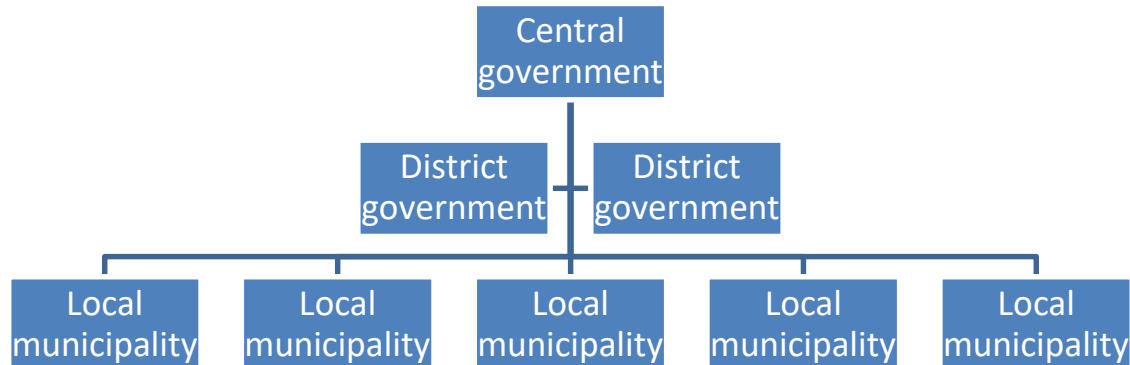 Central
government
District
government
District
government
Local
municipality
Local
municipality
Local
municipality
Local
municipality
Local
municipality